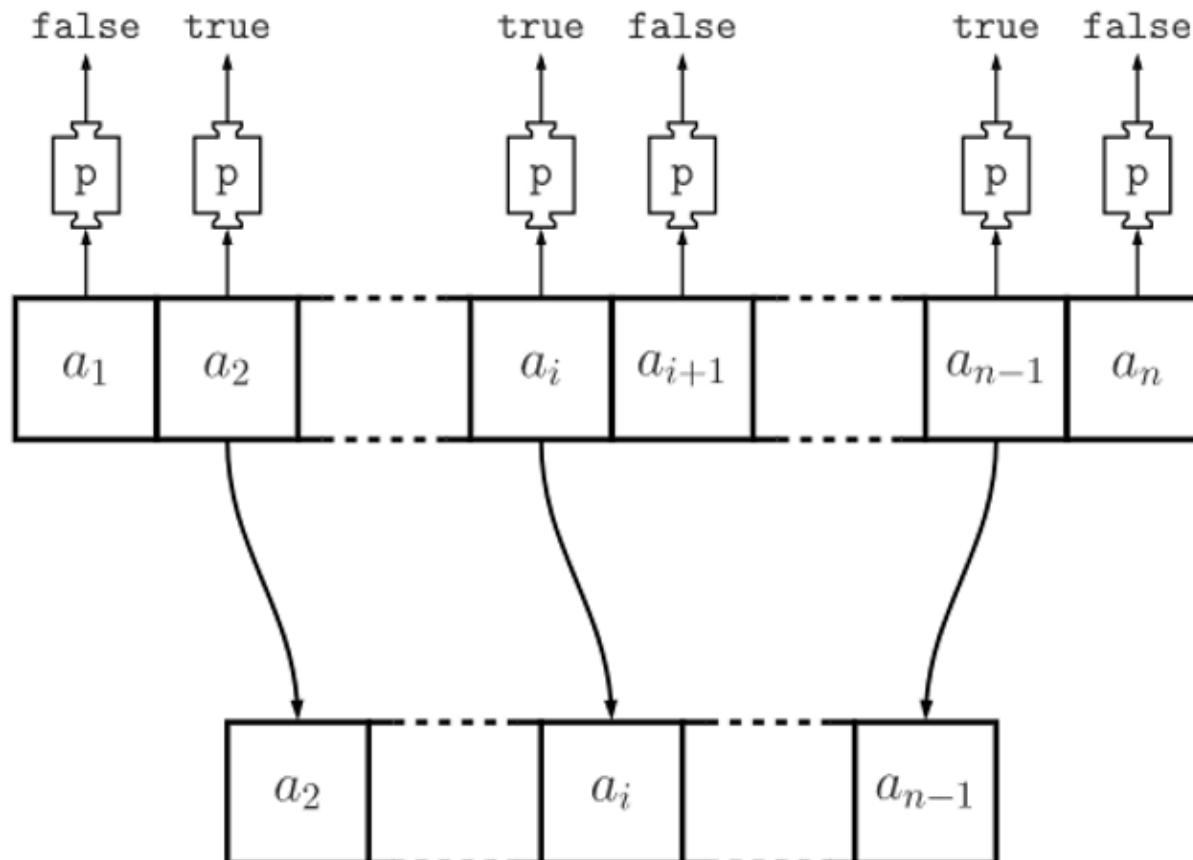 false true true false true false
p p p p p p
a₁ a₂ aᵢ aᵢ₊₁ aₙ₋₁ aₙ
a₂ aᵢ aₙ₋₁